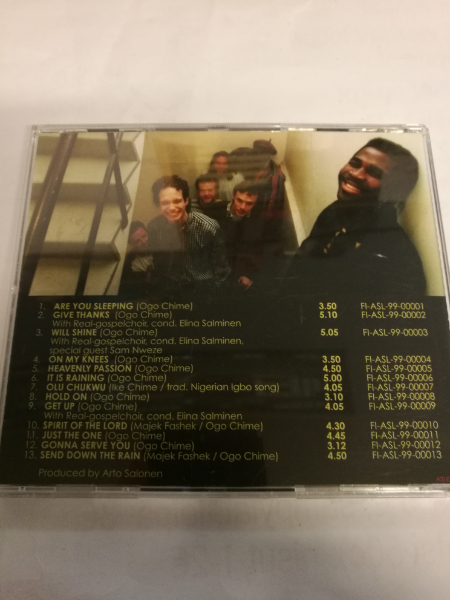 1. ARE YOU SLEEPING (Ogo Chime) 3.50 FI-ASL-99-00001
2. GIVE THANKS (Ogo Chime) 5.10 FI-ASL-99-00002
With Real-gospelchoir, cond. Elina Salminen
3. WILL SHINE (Ogo Chime) 5.05 FI-ASL-99-00003
With Real-gospelchoir, cond. Elina Salminen,
special guest Sam Nweze
4. ON MY KNEES (Ogo Chime) 3.50 FI-ASL-99-00004
5. HEAVENLY PASSION (Ogo Chime) 4.50 FI-ASL-99-00005
6. IT IS RAINING (Ogo Chime) 5.00 FI-ASL-99-00006
7. OLU CHUKWU (Ike Chime / trad. Nigerian Igbo song) 4.05 FI-ASL-99-00007
8. HOLD ON (Ogo Chime) 3.10 FI-ASL-99-00008
9. GET UP (Ogo Chime) 4.05 FI-ASL-99-00009
With Real-gospelchoir, cond. Elina Salminen
10. SPIRIT OF THE LORD (Majek Fashek / Ogo Chime) 4.30 FI-ASL-99-00010
11. JUST THE ONE (Ogo Chime) 4.45 FI-ASL-99-00011
12. GONNA SERVE YOU (Ogo Chime) 3.12 FI-ASL-99-00012
13. SEND DOWN THE RAIN (Majek Fashek / Ogo Chime) 4.50 FI-ASL-99-00013
Produced by Arto Salonen